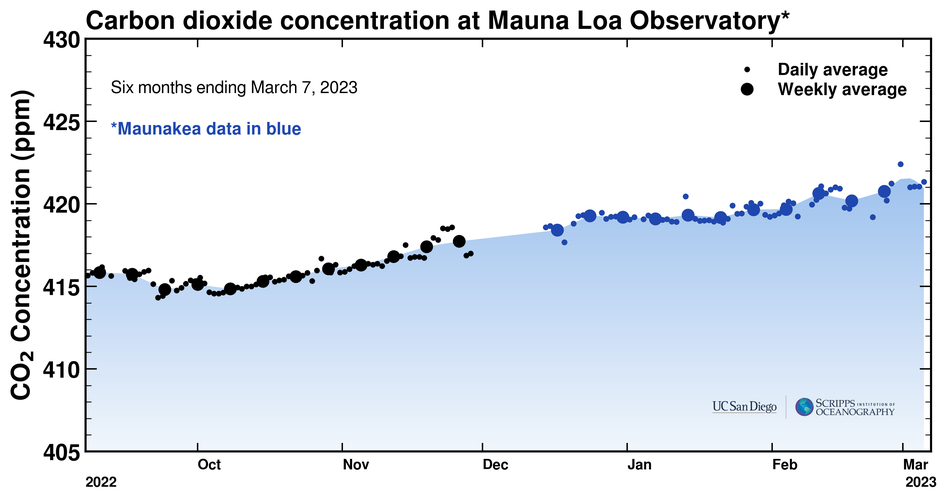 Carbon dioxide concentration at Mauna Loa Observatory*
CO2 Concentration (ppm)
430
425
420
415
410
405
Six months ending March 7, 2023
*Maunakea data in blue
Daily average
Weekly average
UC San Diego
SCRIPPS INSTITUTION OF
OCEANOGRAPHY
Oct Nov Dec Jan Feb Mar
2022 2023